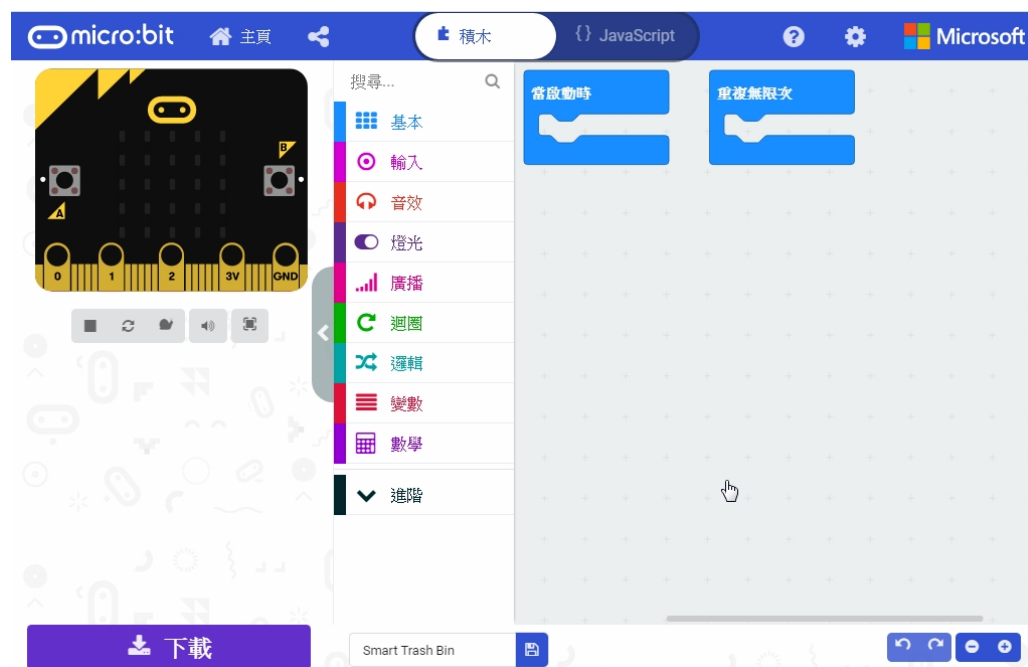 micro:bit 主頁 積木 {} JavaScript ? Microsoft
搜尋...
當啟動時 重複無限次
基本
輸入
音效
燈光
廣播
迴圈
邏輯
變數
數學
進階
B
A
0 1 2 3V GND
下載
Smart Trash Bin